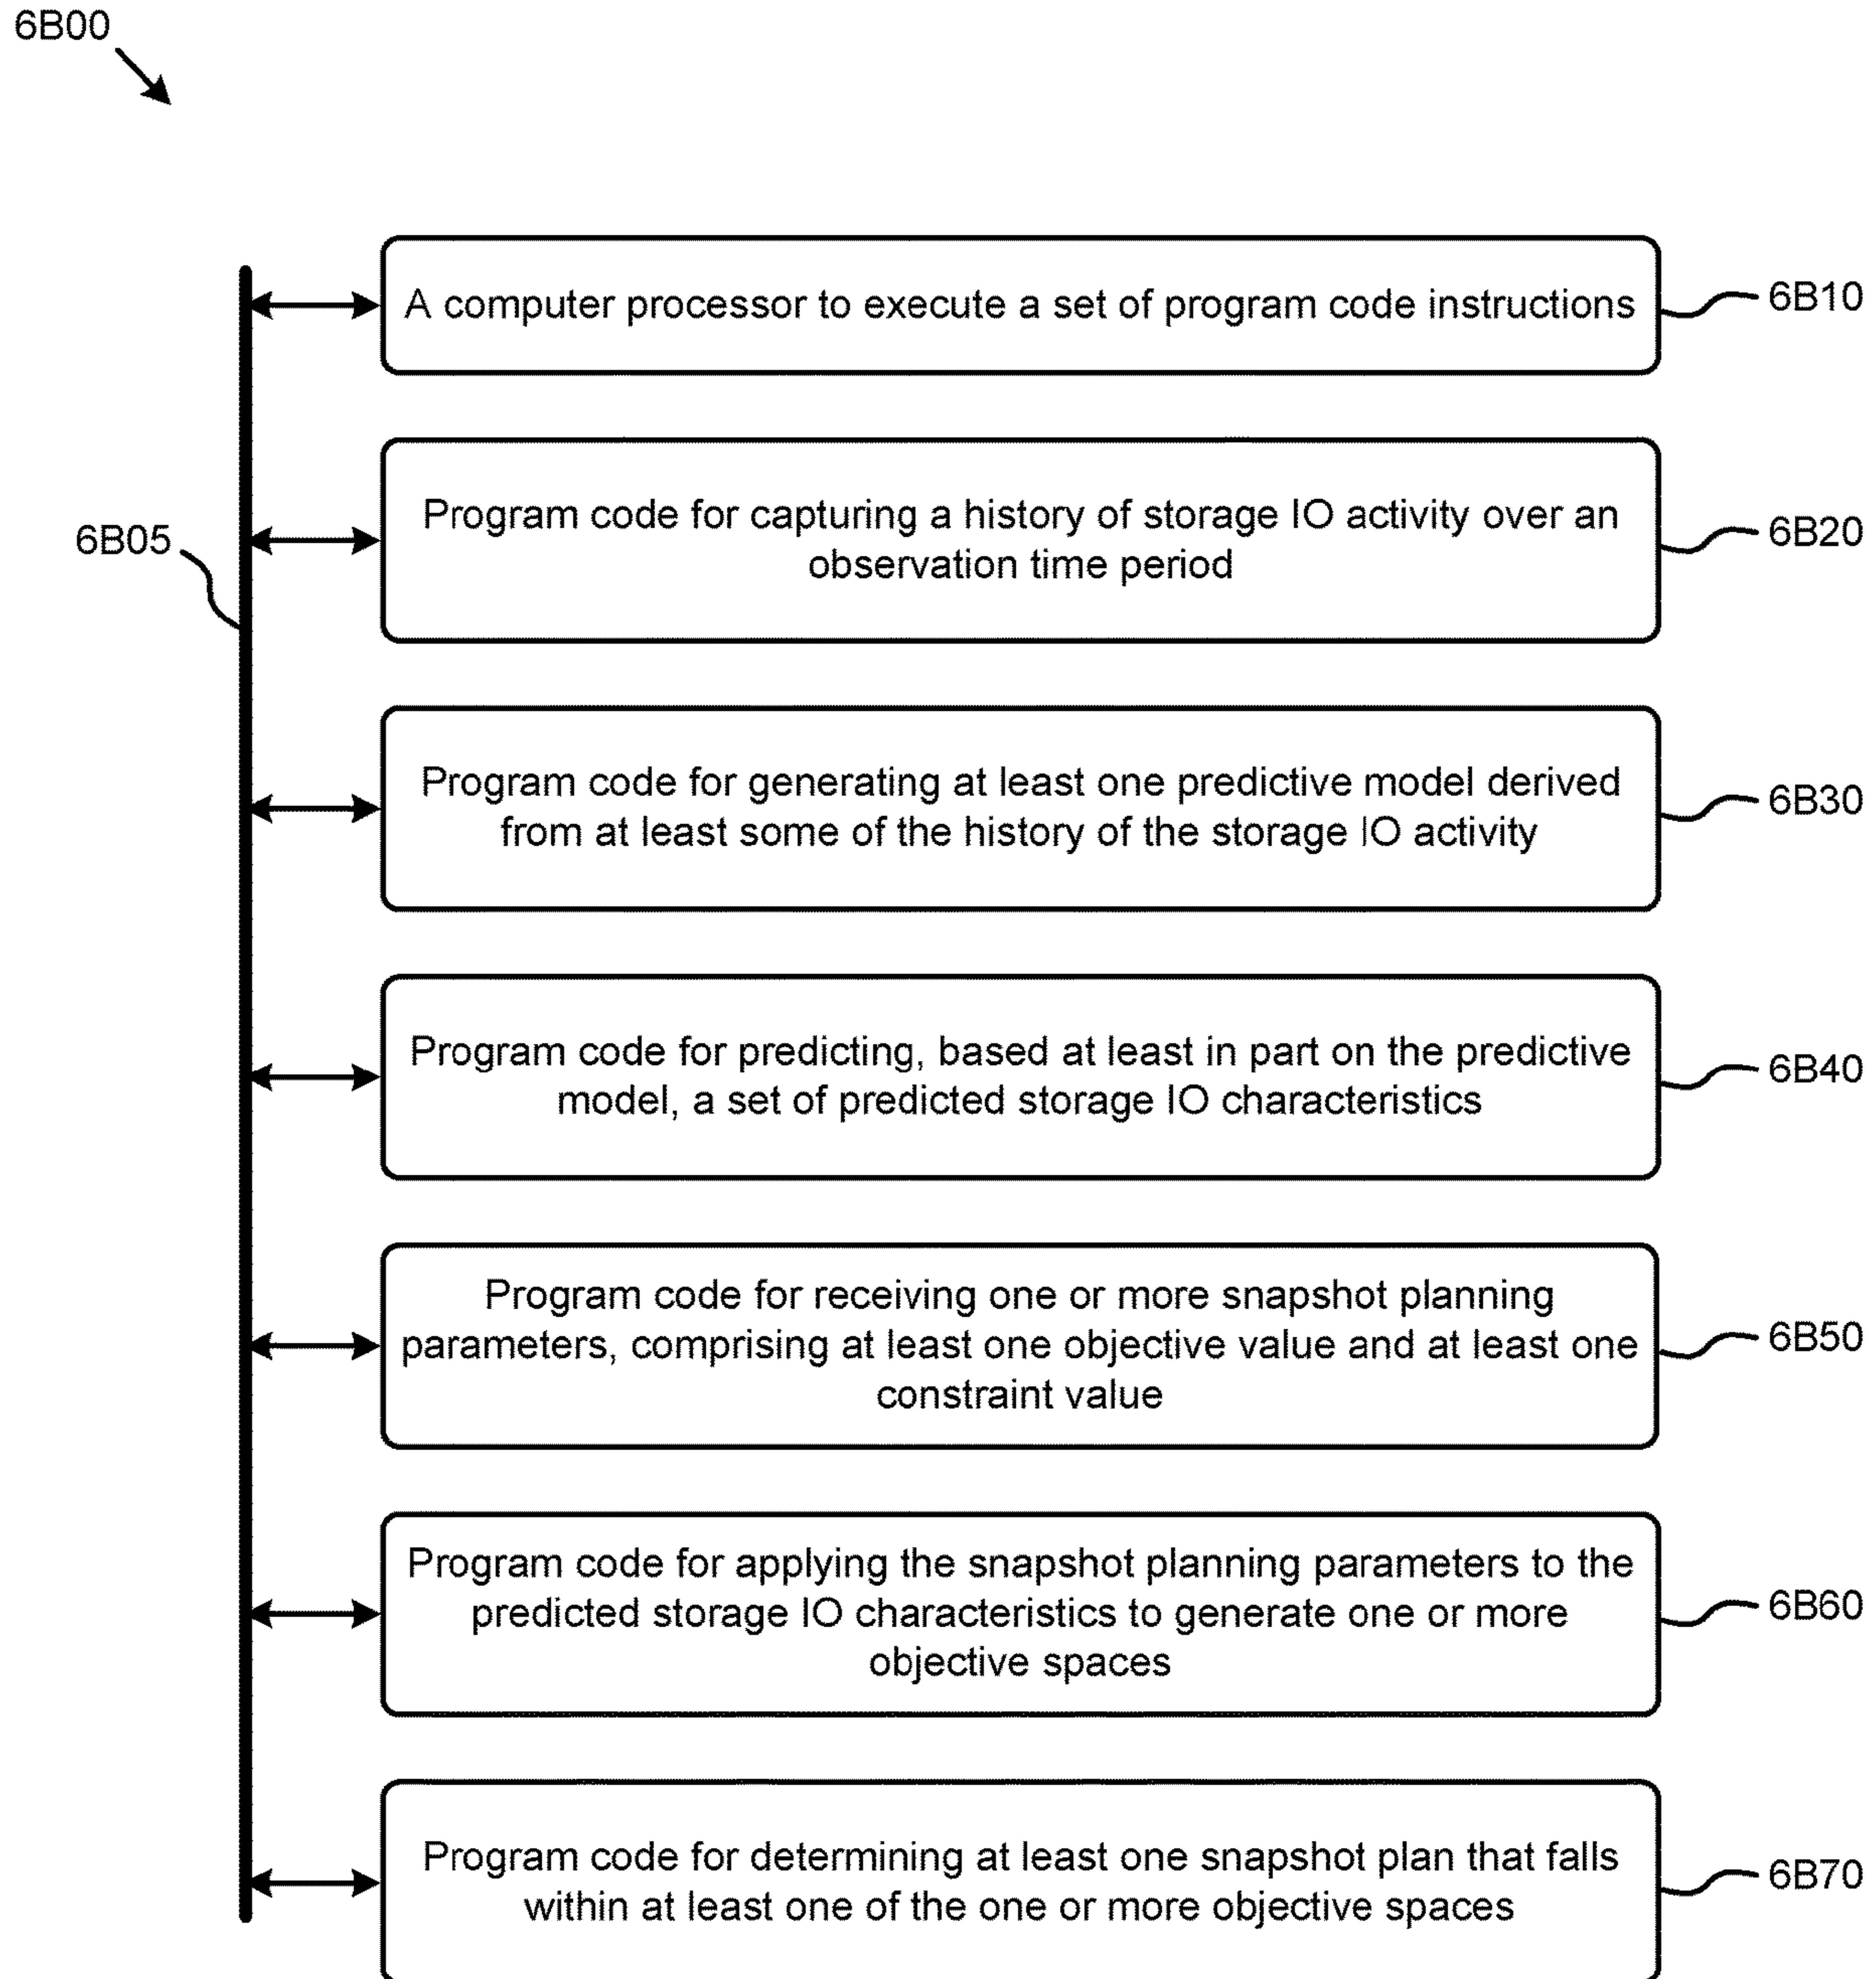 6B00
A computer processor to execute a set of program code instructions
6B10
6B05
Program code for capturing a history of storage IO activity over an
observation time period
6B20
Program code for generating at least one predictive model derived
from at least some of the history of the storage IO activity
6B30
Program code for predicting, based at least in part on the predictive
model, a set of predicted storage IO characteristics
6B40
Program code for receiving one or more snapshot planning
parameters, comprising at least one objective value and at least one
constraint value
6B50
Program code for applying the snapshot planning parameters to the
predicted storage IO characteristics to generate one or more
objective spaces
6B60
Program code for determining at least one snapshot plan that falls
within at least one of the one or more objective spaces
6B70